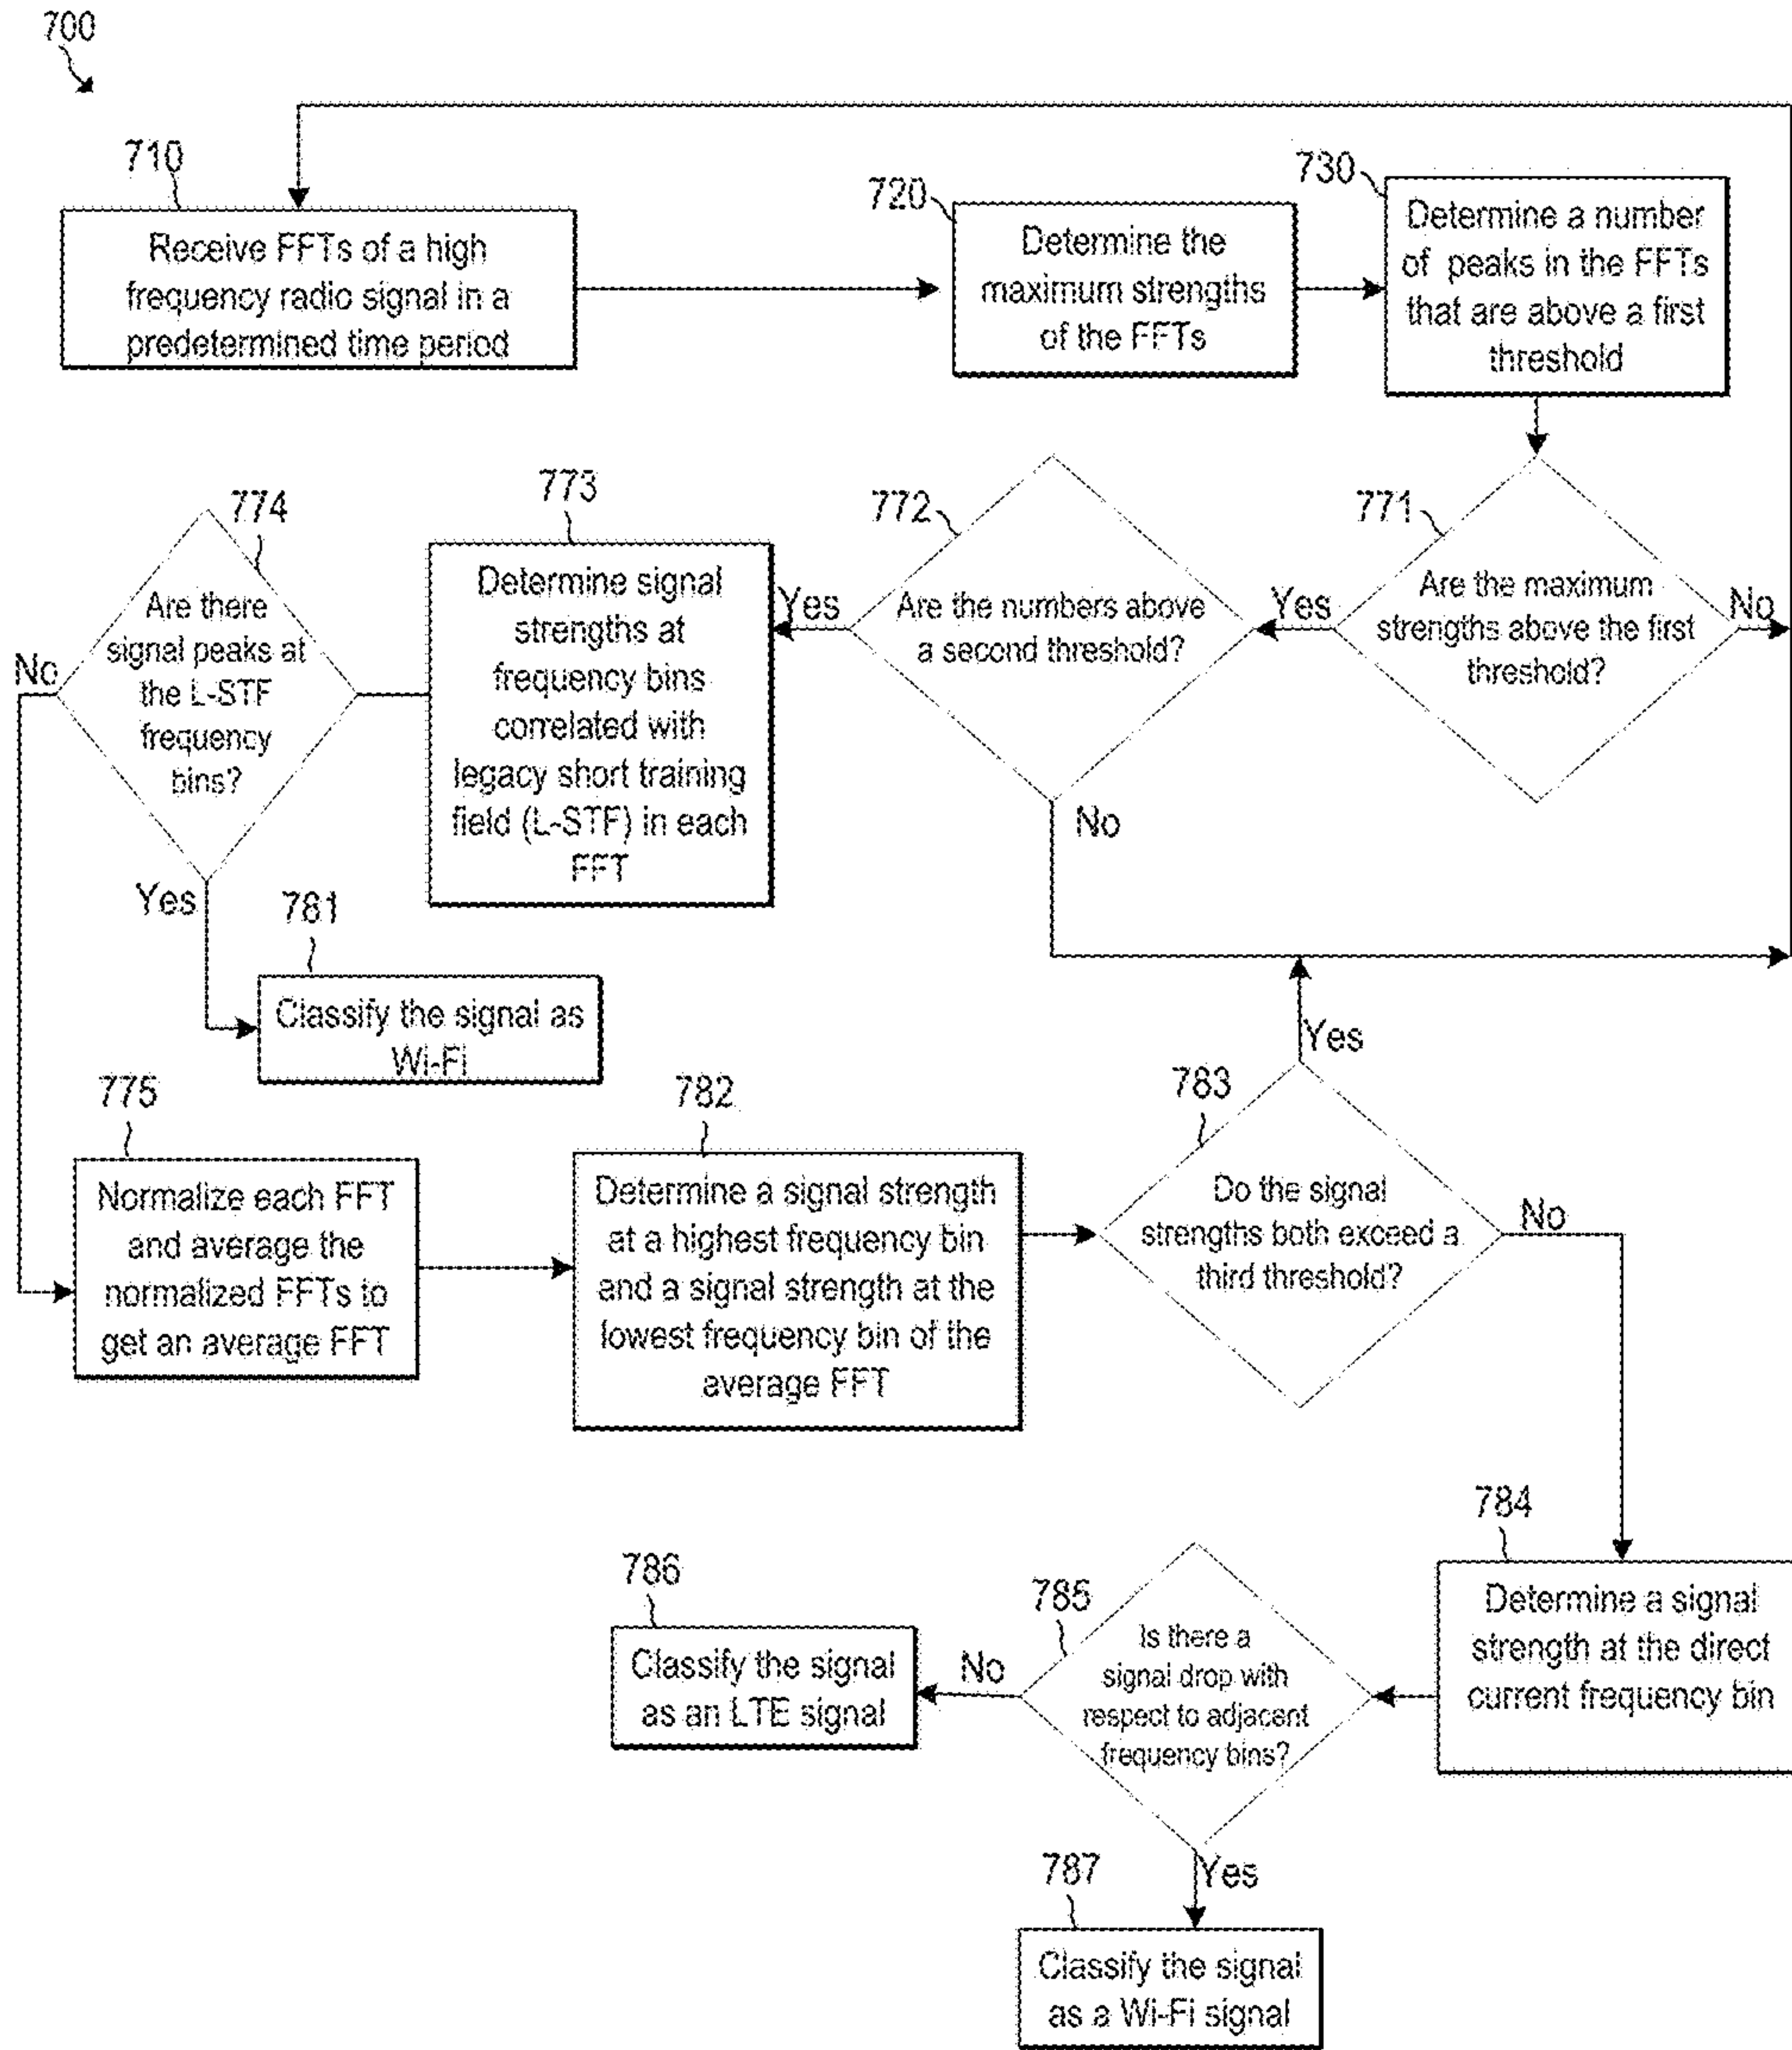 700
710
Receive FFTs of a high
frequency radio signal in a
predetermined time period
720
Determine the
maximum strengths
of the FFTs
730
Determine a number
of peaks in the FFTs
that are above a first
threshold
771
Are the maximum
strengths above the first
threshold?
No
Yes
772
Are the numbers above
a second threshold?
No
Yes
773
Determine signal
strengths at
frequency bins
correlated with
legacy short training
field (L-STF) in each
FFT
774
Are there
signal peaks at
the L-STF
frequency
bins?
No
Yes
781
Classify the signal as
Wi-Fi
775
Normalize each FFT
and average the
normalized FFTs to
get an average FFT
782
Determine a signal strength
at a highest frequency bin
and a signal strength at the
lowest frequency bin of the
average FFT
783
Do the signal
strengths both exceed a
third threshold?
Yes
No
784
Determine a signal
strength at the direct
current frequency bin
785
Is there a
signal drop with
respect to adjacent
frequency bins?
No
786
Classify the signal
as an LTE signal
Yes
787
Classify the signal
as a Wi-Fi signal